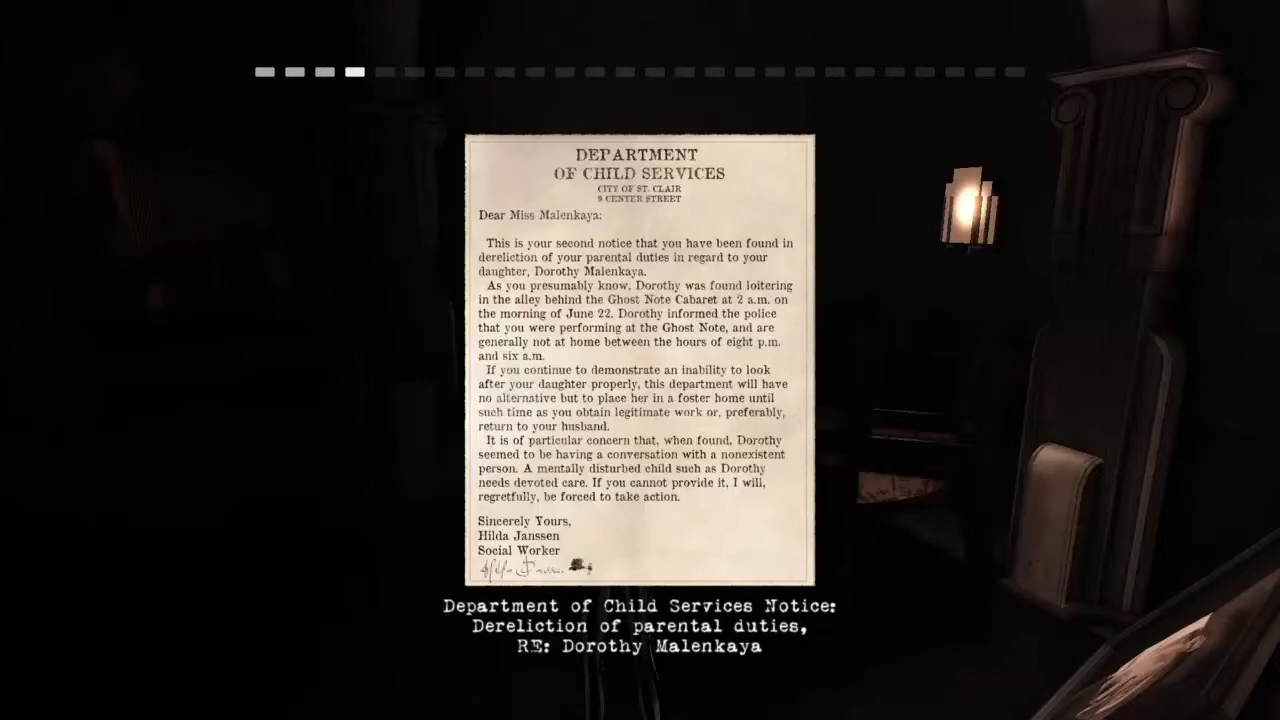 DEPARTMENT
OF CHILD SERVICES
CITY OF ST. CLAIR
9 CENTER STREET
Dear Miss Malenkaya:
This is your second notice that you have been found in
dereliction of your parental duties in regard to your
daughter, Dorothy Malenkaya.
As you presumably know, Dorothy was found loitering
in the alley behind the Ghost Note Cabaret at 2 a.m. on
the morning of June 22. Dorothy informed the police
that you were performing at the Ghost Note, and are
generally not at home between the hours of eight p.m.
and six a.m.
If you continue to demonstrate an inability to look
after your daughter properly, this department will have
no alternative but to place her in a foster home until
such time as you obtain legitimate work or, preferably,
return to your husband.
It is of particular concern that, when found, Dorothy
seemed to be having a conversation with a nonexistent
person. A mentally disturbed child such as Dorothy
needs devoted care. If you cannot provide it, I will,
regretfully, be forced to take action.
Sincerely Yours,
Hilda Janssen
Social Worker
Department of Child Services Notice:
Dereliction of parental duties,
RE: Dorothy Malenkaya